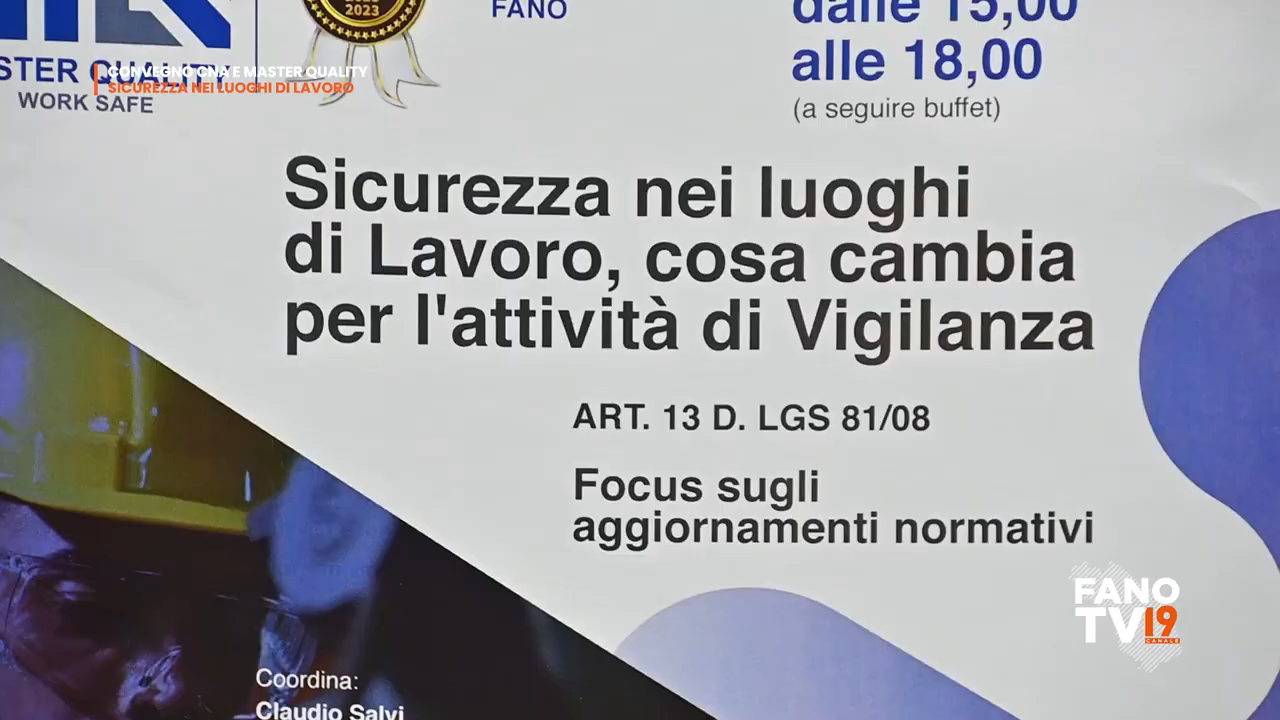 2023
FANO
dalle 15,00
alle 18,00
(a seguire buffet)
STER QUALITY
WORK SAFE
CONVEGNO CNA E MASTER QUALITY
SICUREZZA NEI LUOGHI DI LAVORO
Sicurezza nei luoghi
di Lavoro, cosa cambia
per l'attività di Vigilanza
ART. 13 D. LGS 81/08
Focus sugli
aggiornamenti normativi
FANO
TV19
CANALE
Coordina:
Claudio Salvi